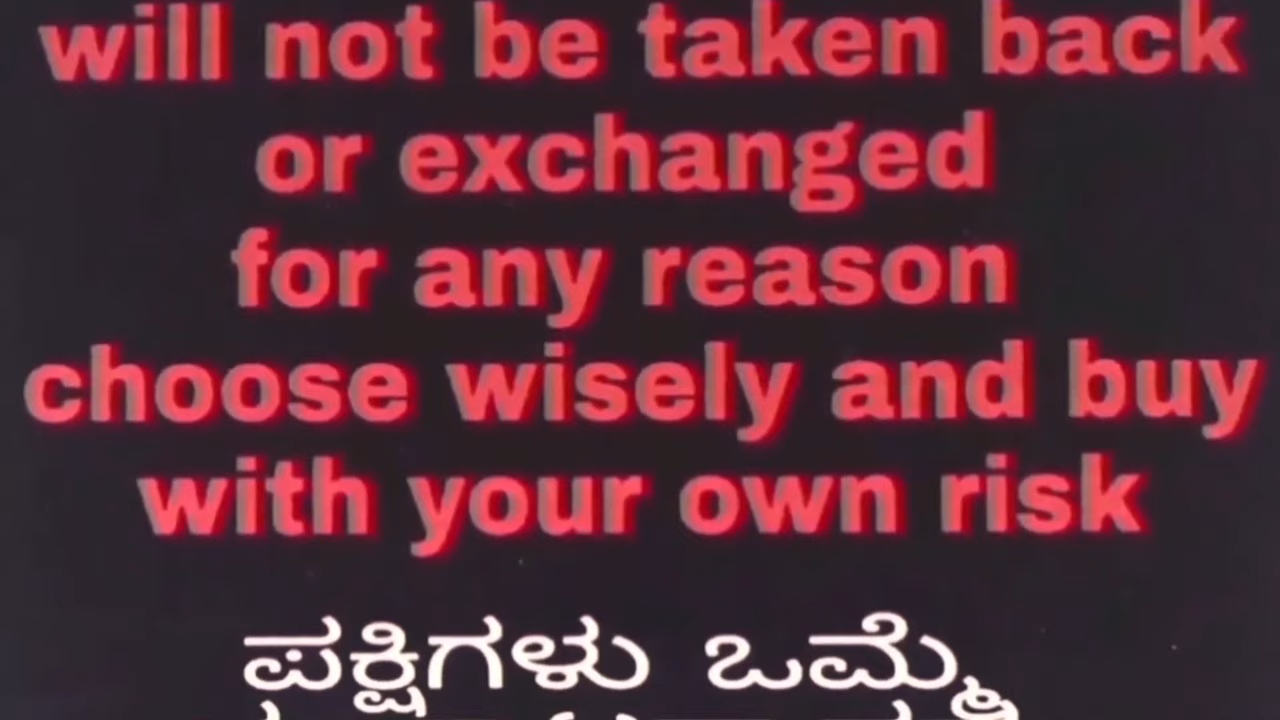 will not be taken back
or exchanged
for any reason
choose wisely and buy
with your own risk
ಪಕ್ಷಿಗಳು ಒಮ್ಮೆ